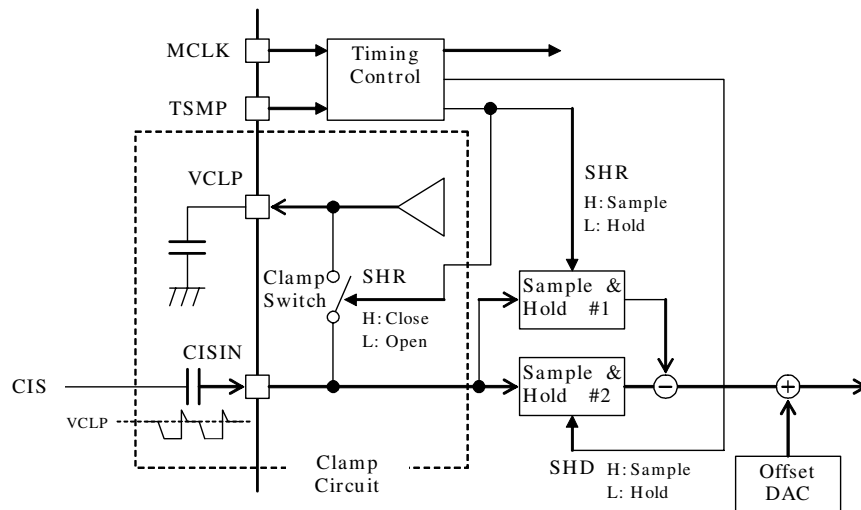 MCLK
Timing
Control
TSMP
VCLP
SHR
H: Sample
L: Hold
Clamp
Switch
SHR
H: Close
L: Open
Sample &
Hold #1
CISIN
CIS
Sample &
Hold #2
−
+
VCLP
Clamp
Circuit
SHD
H: Sample
L: Hold
Offset
DAC